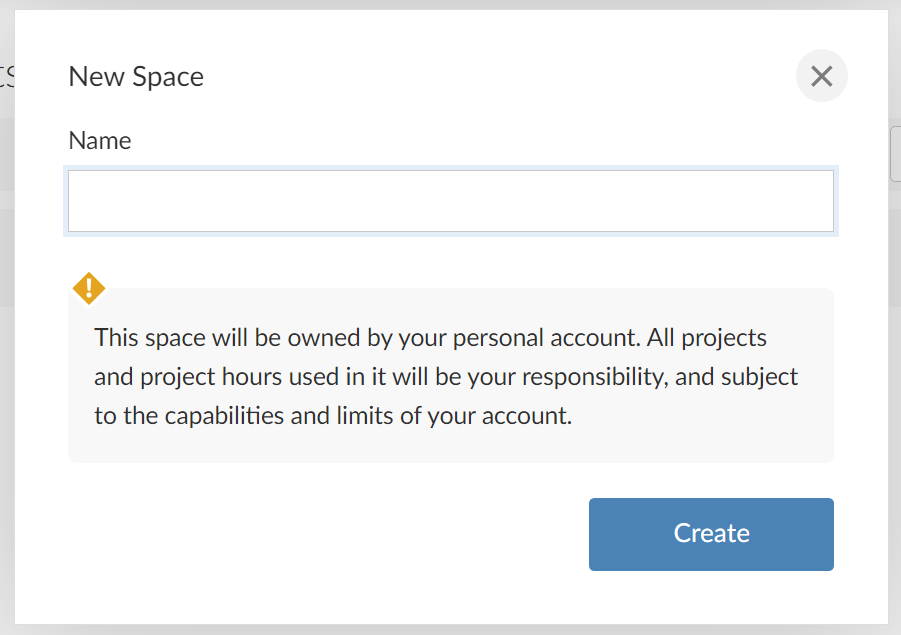 New Space
Name
This space will be owned by your personal account. All projects
and project hours used in it will be your responsibility, and subject
to the capabilities and limits of your account.
Create